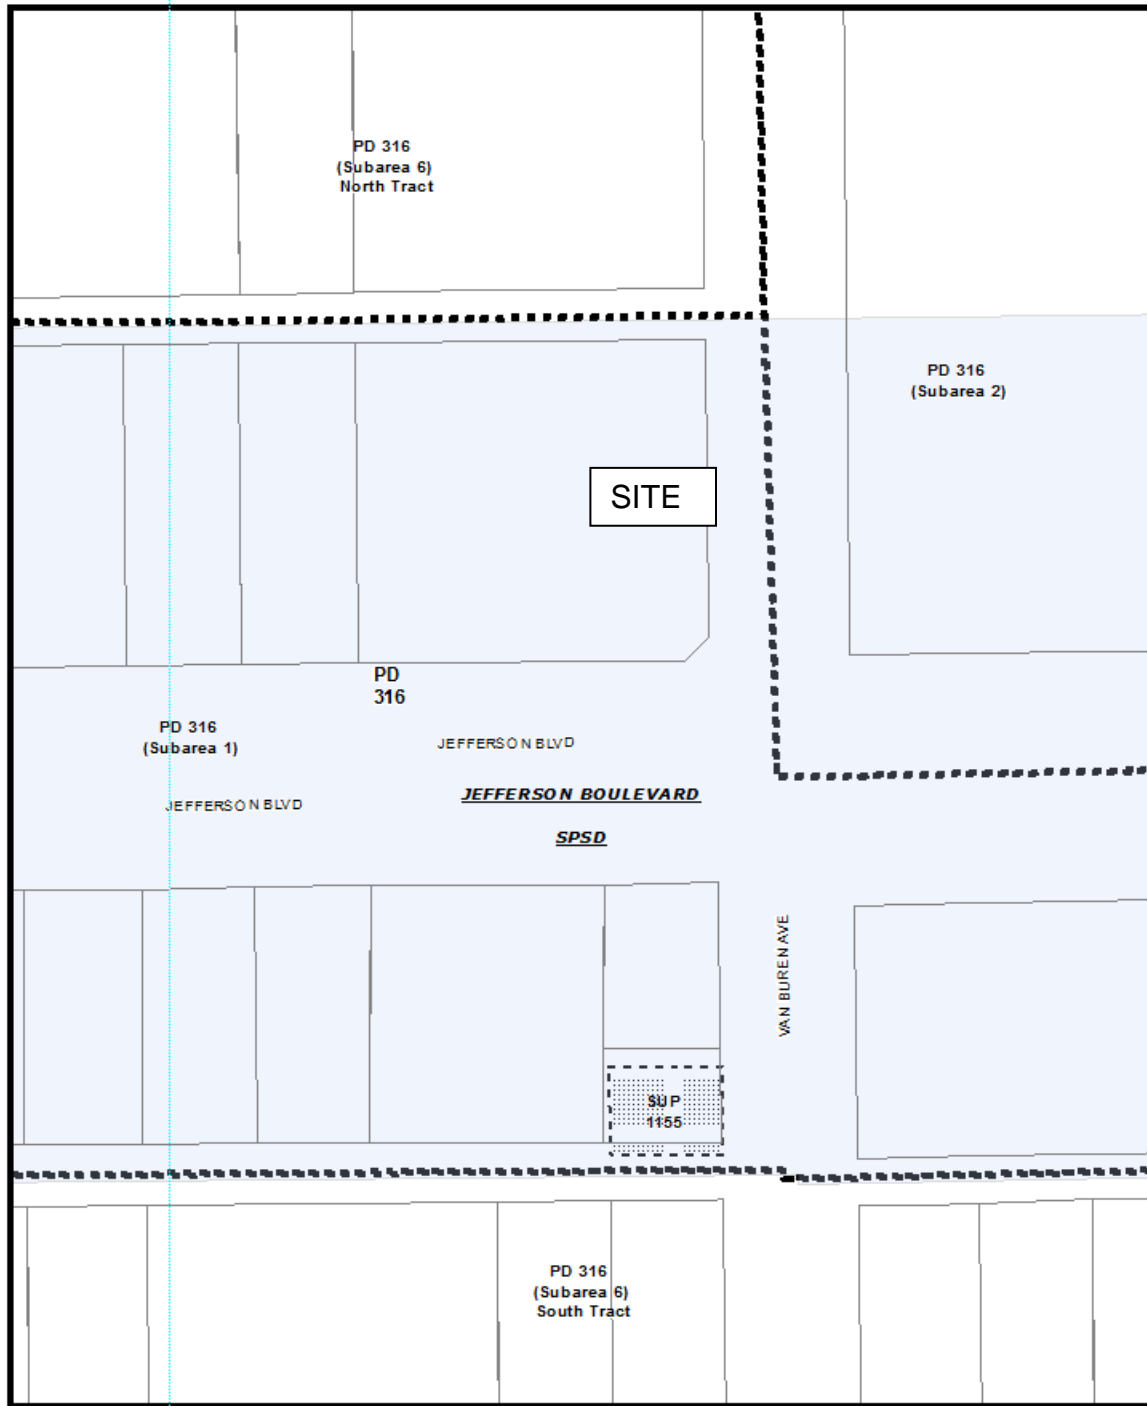 PD 316
(Subarea 6)
North Tract
PD 316
(Subarea 2)
SITE
PD
316
PD 316
(Subarea 1)
JEFFERSON BLVD
JEFFERSON BOULEVARD
JEFFERSON BLVD
SPSD
VAN BUREN AVE
SUP
1155
PD 316
(Subarea 6)
South Tract